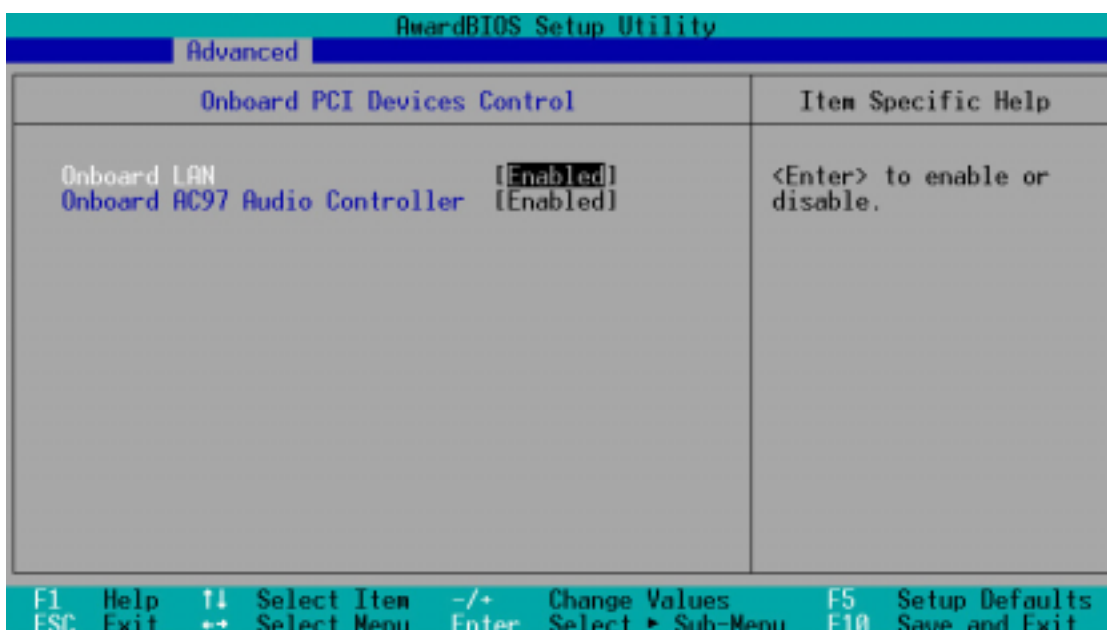 AwardBIOS Setup Utility
Advanced
Onboard PCI Devices Control
Item Specific Help
Onboard LAN [Enabled]
Onboard AC97 Audio Controller [Enabled]
<Enter> to enable or
disable.
F1 Help ↑↓ Select Item -/+ Change Values F5 Setup Defaults
ESC Exit ←→ Select Menu Enter Select ► Sub-Menu F10 Save and Exit